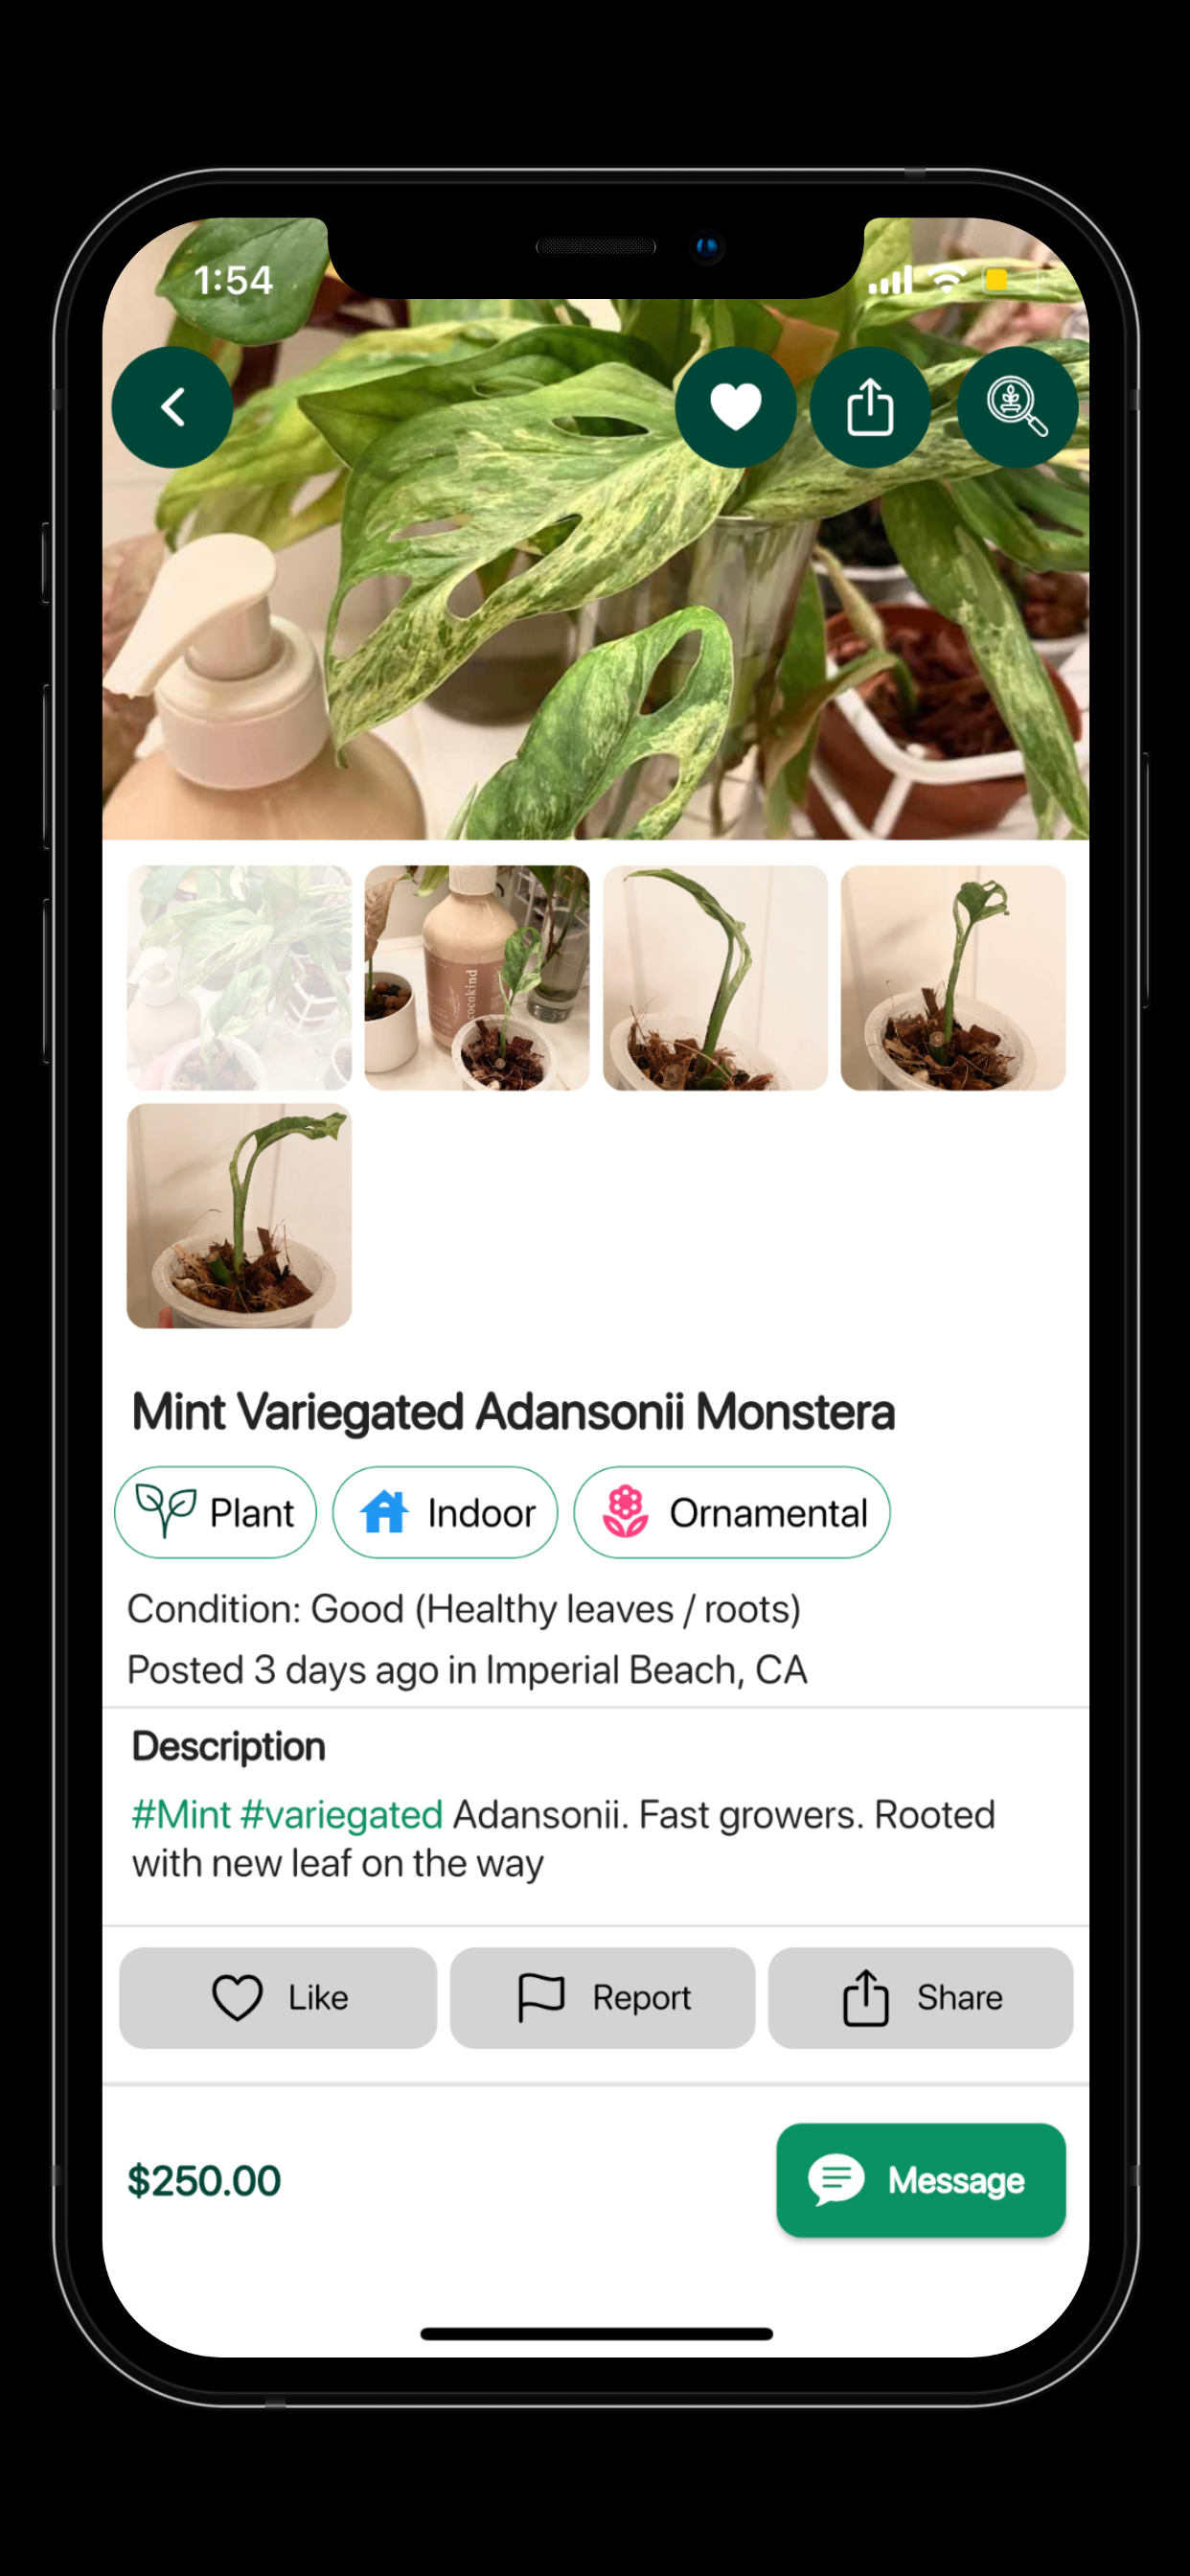 1:54
cocokind
Mint Variegated Adansonii Monstera
Plant
Indoor
Ornamental
Condition: Good (Healthy leaves / roots)
Posted 3 days ago in Imperial Beach, CA
Description
#Mint #variegated Adansonii. Fast growers. Rooted
with new leaf on the way
Like
Report
Share
$250.00
Message